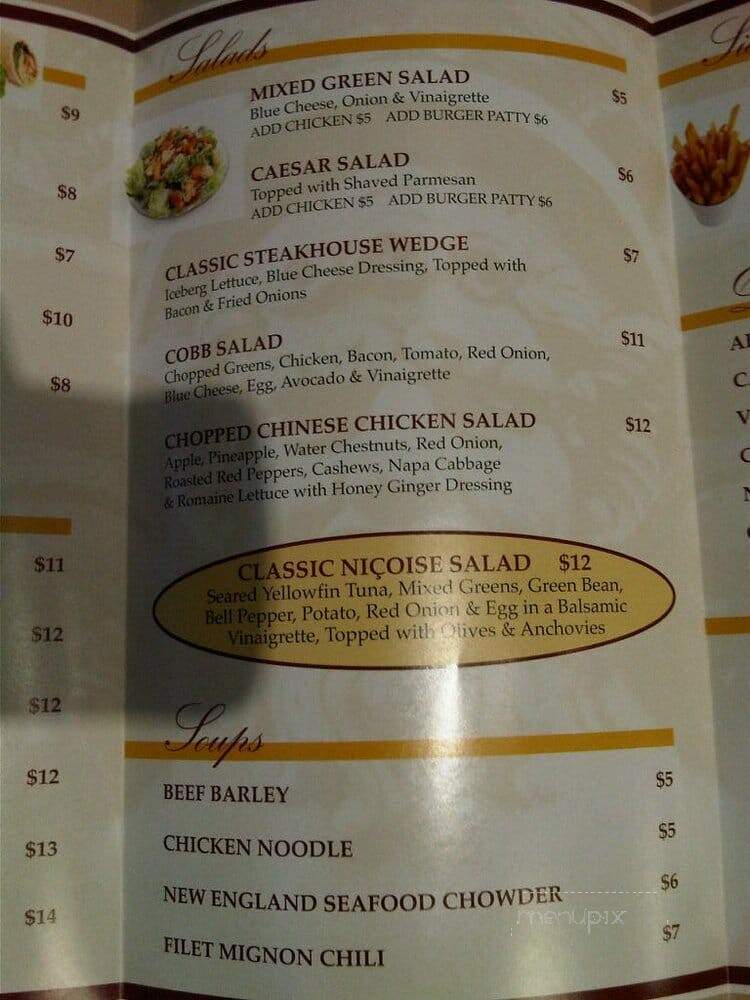 $9
$8
$7
$10
$8
$11
$12
$12
$12
$13
$14
Salads
MIXED GREEN SALAD $5
Blue Cheese, Onion & Vinaigrette
ADD CHICKEN $5 ADD BURGER PATTY $6
CAESAR SALAD $6
Topped with Shaved Parmesan
ADD CHICKEN $5 ADD BURGER PATTY $6
CLASSIC STEAKHOUSE WEDGE $7
Iceberg Lettuce, Blue Cheese Dressing, Topped with
Bacon & Fried Onions
COBB SALAD $11
Chopped Greens, Chicken, Bacon, Tomato, Red Onion,
Blue Cheese, Egg, Avocado & Vinaigrette
CHOPPED CHINESE CHICKEN SALAD $12
Apple, Pineapple, Water Chestnuts, Red Onion,
Roasted Red Peppers, Cashews, Napa Cabbage
& Romaine Lettuce with Honey Ginger Dressing
CLASSIC NIÇOISE SALAD $12
Seared Yellowfin Tuna, Mixed Greens, Green Bean,
Bell Pepper, Potato, Red Onion & Egg in a Balsamic
Vinaigrette, Topped with Olives & Anchovies
Soups
BEEF BARLEY $5
CHICKEN NOODLE $5
NEW ENGLAND SEAFOOD CHOWDER $6
FILET MIGNON CHILI $7
menupix